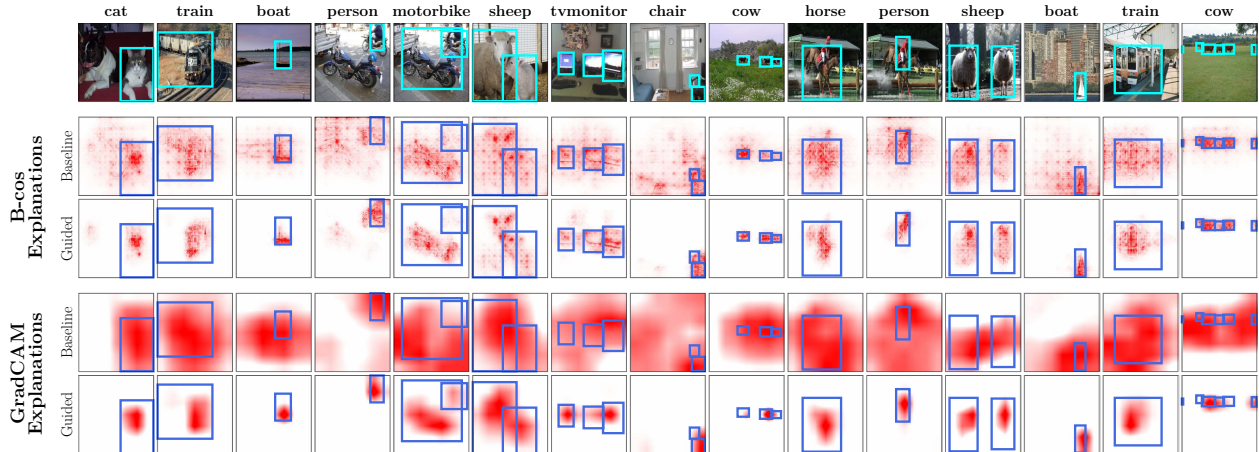 cat train boat person motorbike sheep tvmonitor chair cow horse person sheep boat train cow
B-cos
Explanations
Baseline
Guided
GradCAM
Explanations
Baseline
Guided